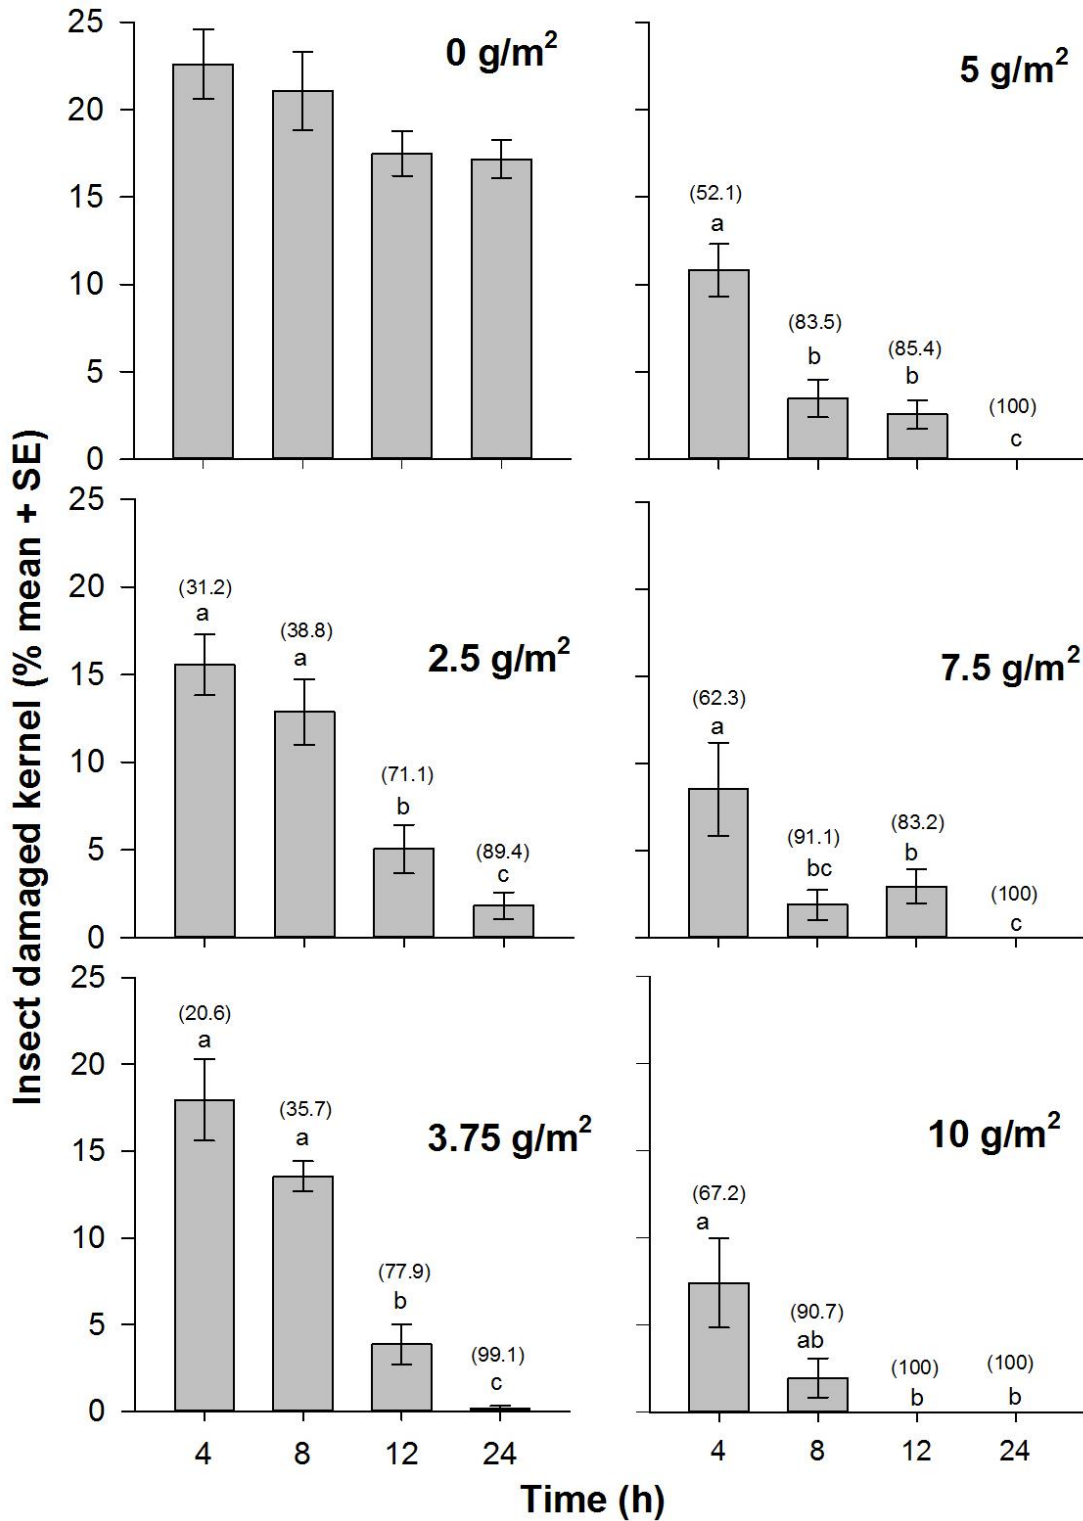 Insect damaged kernel (% mean + SE)
0 g/m²
25
20
15
10
5
0
5 g/m²
(52.1)
a
(83.5)
b
(85.4)
b
(100)
c
2.5 g/m²
25
20
15
10
5
0
(31.2)
a
(38.8)
a
(71.1)
b
(89.4)
c
7.5 g/m²
(62.3)
a
(91.1)
bc
(83.2)
b
(100)
c
3.75 g/m²
25
20
15
10
5
0
(20.6)
a
(35.7)
a
(77.9)
b
(99.1)
c
4 8 12 24
10 g/m²
(67.2)
a
(90.7)
ab
(100)
b
(100)
b
4 8 12 24
Time (h)